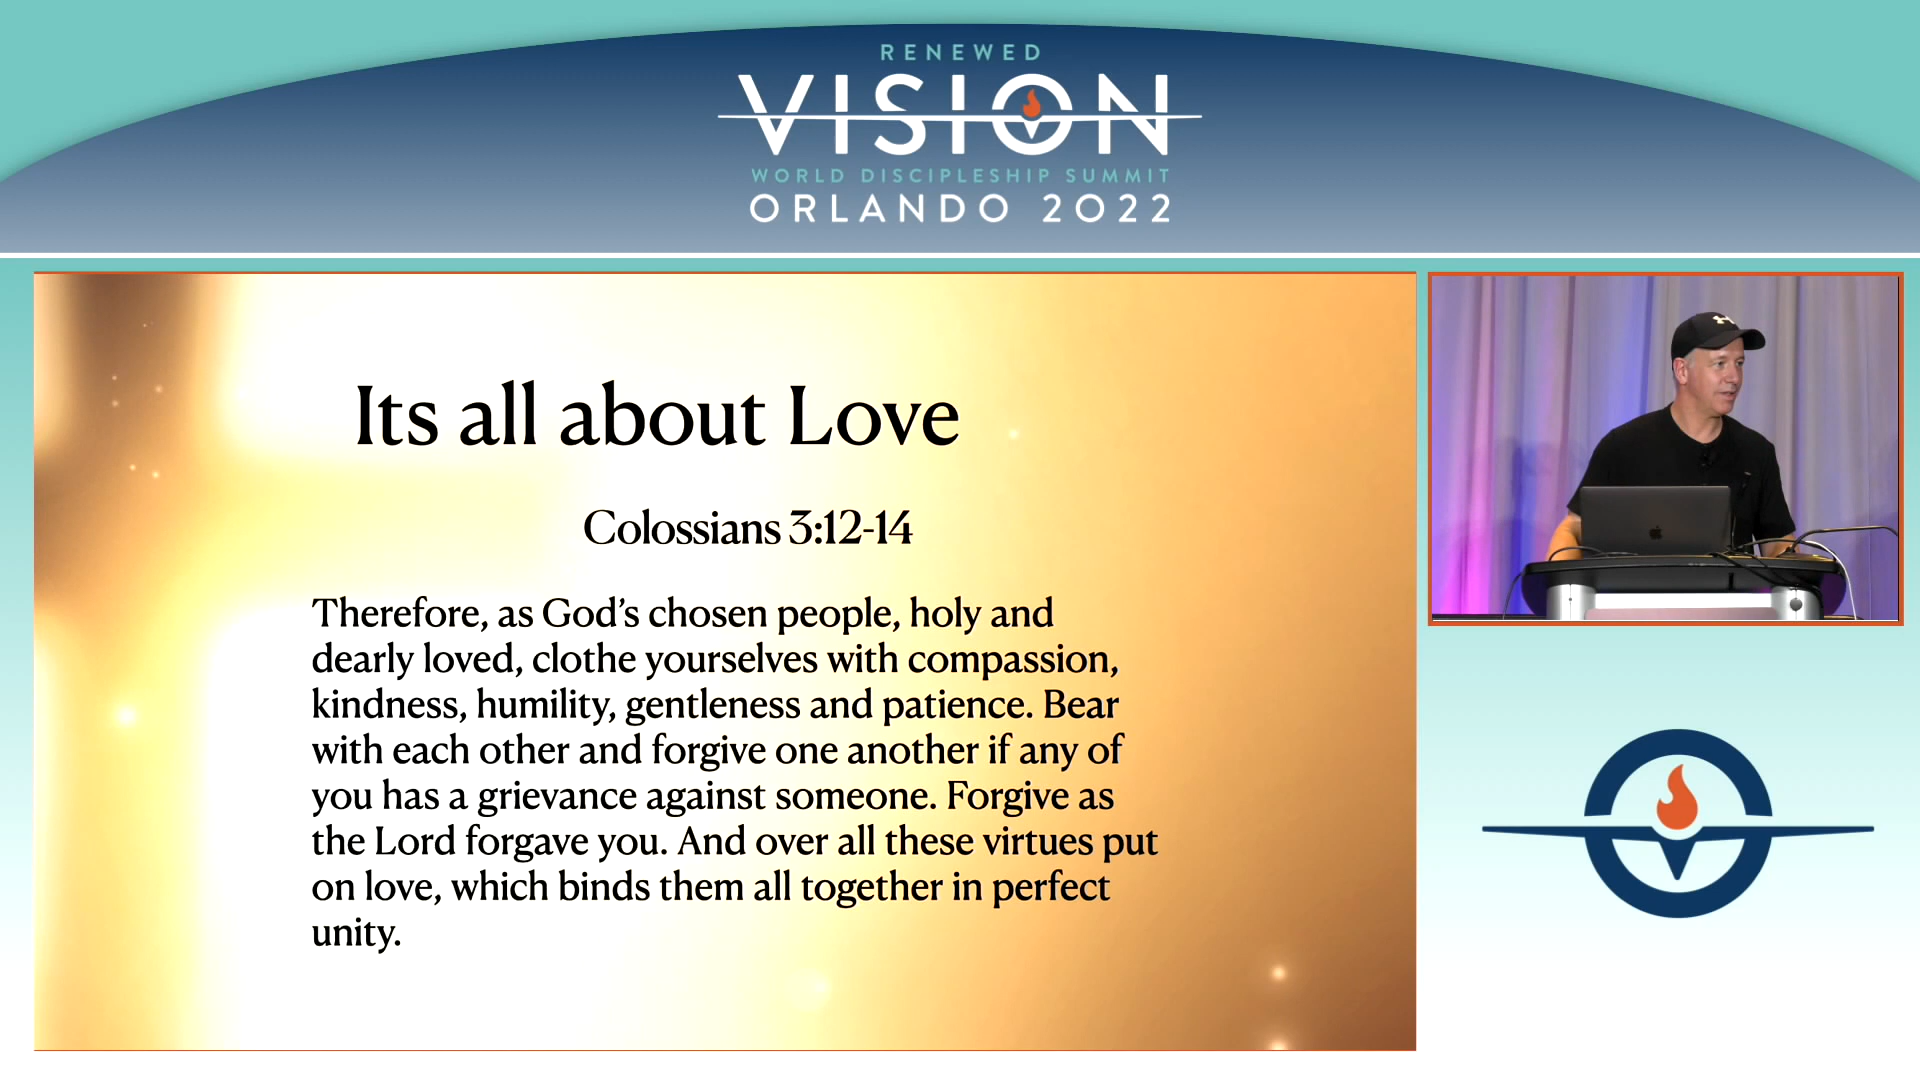 RENEWED
VISION
WORLD DISCIPLESHIP SUMMIT
ORLANDO 2022
Its all about Love
Colossians 3:12-14
Therefore, as God’s chosen people, holy and
dearly loved, clothe yourselves with compassion,
kindness, humility, gentleness and patience. Bear
with each other and forgive one another if any of
you has a grievance against someone. Forgive as
the Lord forgave you. And over all these virtues put
on love, which binds them all together in perfect
unity.